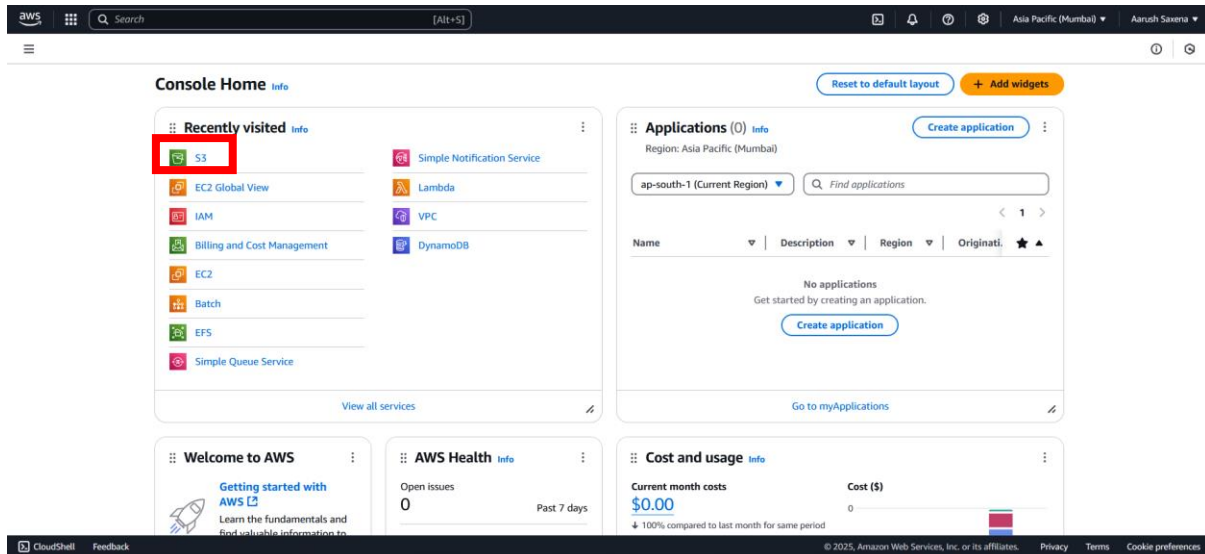 aws
Search
[Alt+S]
Asia Pacific (Mumbai)
Aarush Saxena
Console Home Info
Reset to default layout
+ Add widgets
Recently visited Info
S3
EC2 Global View
IAM
Billing and Cost Management
EC2
Batch
EFS
Simple Queue Service
Simple Notification Service
Lambda
VPC
DynamoDB
View all services
Applications (0) Info
Create application
Region: Asia Pacific (Mumbai)
ap-south-1 (Current Region)
Find applications
1
Name Description Region Originati.
No applications
Get started by creating an application.
Create application
Go to myApplications
Welcome to AWS
Getting started with
AWS
Learn the fundamentals and
find valuable information to
AWS Health Info
Open issues
0
Past 7 days
Cost and usage Info
Current month costs
$0.00
100% compared to last month for same period
Cost ($)
0
CloudShell Feedback
© 2025, Amazon Web Services, Inc. or its affiliates. Privacy Terms Cookie preferences